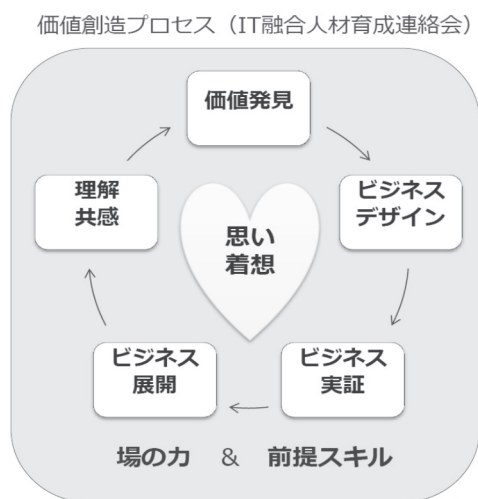 価値創造プロセス（IT融合人材育成連絡会）
価値発見
理解
共感
ビジネス
デザイン
思い
着想
ビジネス
展開
ビジネス
実証
場の力 & 前提スキル